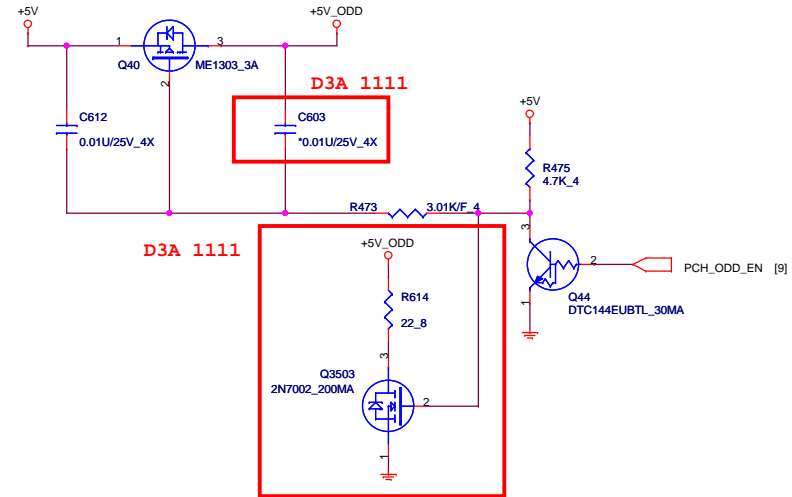 +5V
+5V_ODD
1
3
Q40
ME1303_3A
2
D3A 1111
C612
0.01U/25V_4X
C603
*0.01U/25V_4X
+5V
R475
4.7K_4
R473
3.01K/F_4
D3A 1111
+5V_ODD
3
2
PCH_ODD_EN [9]
R614
22_8
1
Q44
DTC144EUBTL_30MA
3
Q3503
2N7002_200MA
2
1